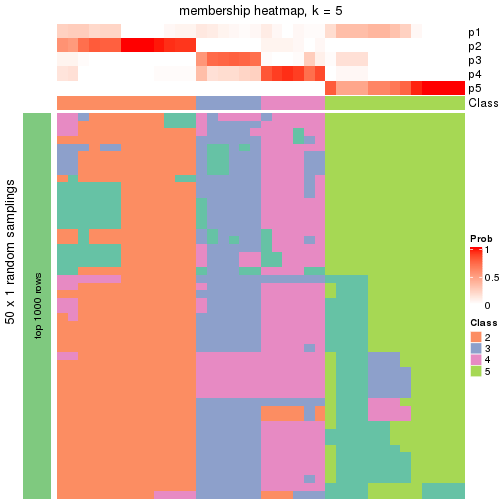 membership heatmap, k = 5
p1
p2
p3
p4
p5
Class
50 x 1 random samplings
top 1000 rows
Prob
1
0.5
0
Class
2
3
4
5